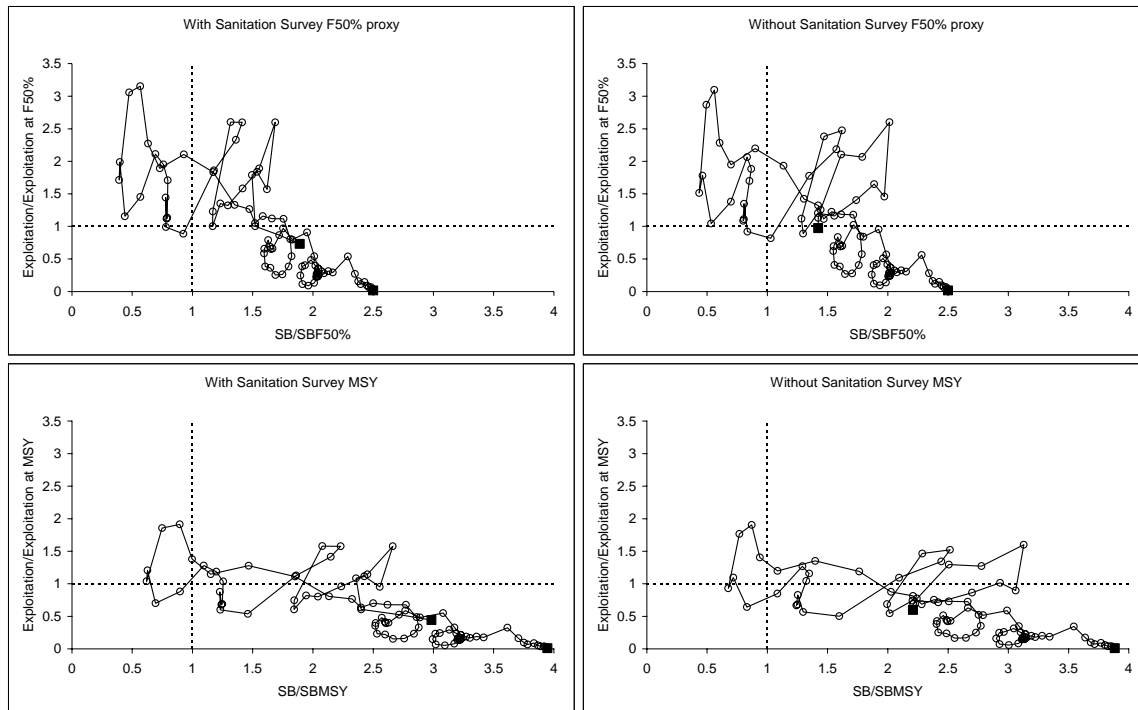 With Sanitation Survey F50% proxy
3.5
3
2.5
2
1.5
1
0.5
0
0 0.5 1 1.5 2 2.5 3 3.5 4
Exploitation/Exploitation at F50%
SB/SBF50%
Without Sanitation Survey F50% proxy
3.5
3
2.5
2
1.5
1
0.5
0
0 0.5 1 1.5 2 2.5 3 3.5 4
Exploitation/Exploitation at F50%
SB/SBF50%
With Sanitation Survey MSY
3.5
3
2.5
2
1.5
1
0.5
0
0 0.5 1 1.5 2 2.5 3 3.5 4
Exploitation/Exploitation at MSY
SB/SBMSY
Without Sanitation Survey MSY
3.5
3
2.5
2
1.5
1
0.5
0
0 0.5 1 1.5 2 2.5 3 3.5 4
Exploitation/Exploitation at MSY
SB/SBMSY